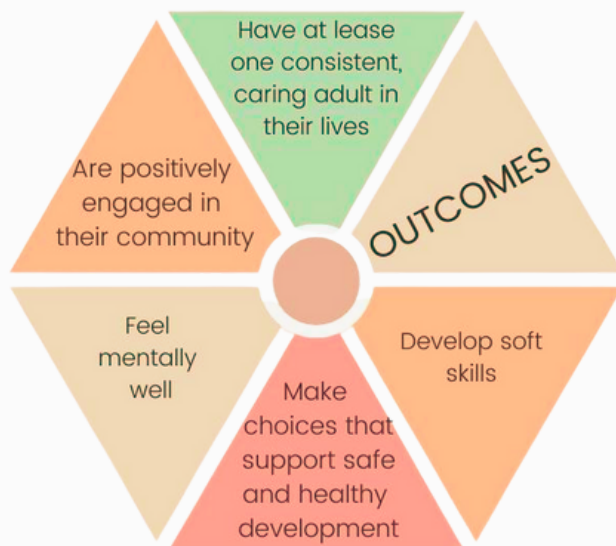 Have at lease
one consistent,
caring adult in
their lives
OUTCOMES
Develop soft
skills
Make
choices that
support safe
and healthy
development
Feel
mentally
well
Are positively
engaged in
their community